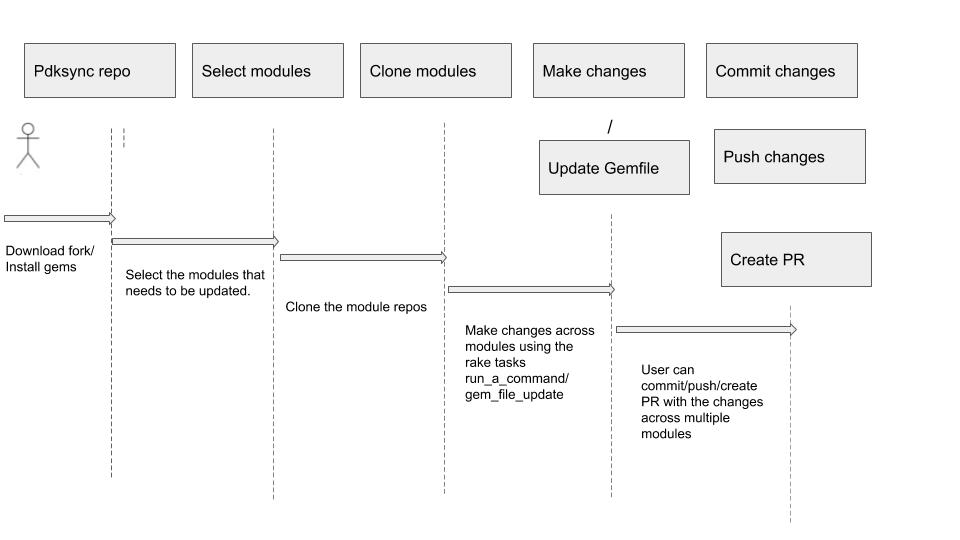 Pdksync repo
Select modules
Clone modules
Make changes
Commit changes
/
Update Gemfile
Push changes
Create PR
Download fork/
Install gems
Select the modules that
needs to be updated.
Clone the module repos
Make changes across
modules using the
rake tasks
run_a_command/
gem_file_update
User can
commit/push/create
PR with the changes
across multiple
modules